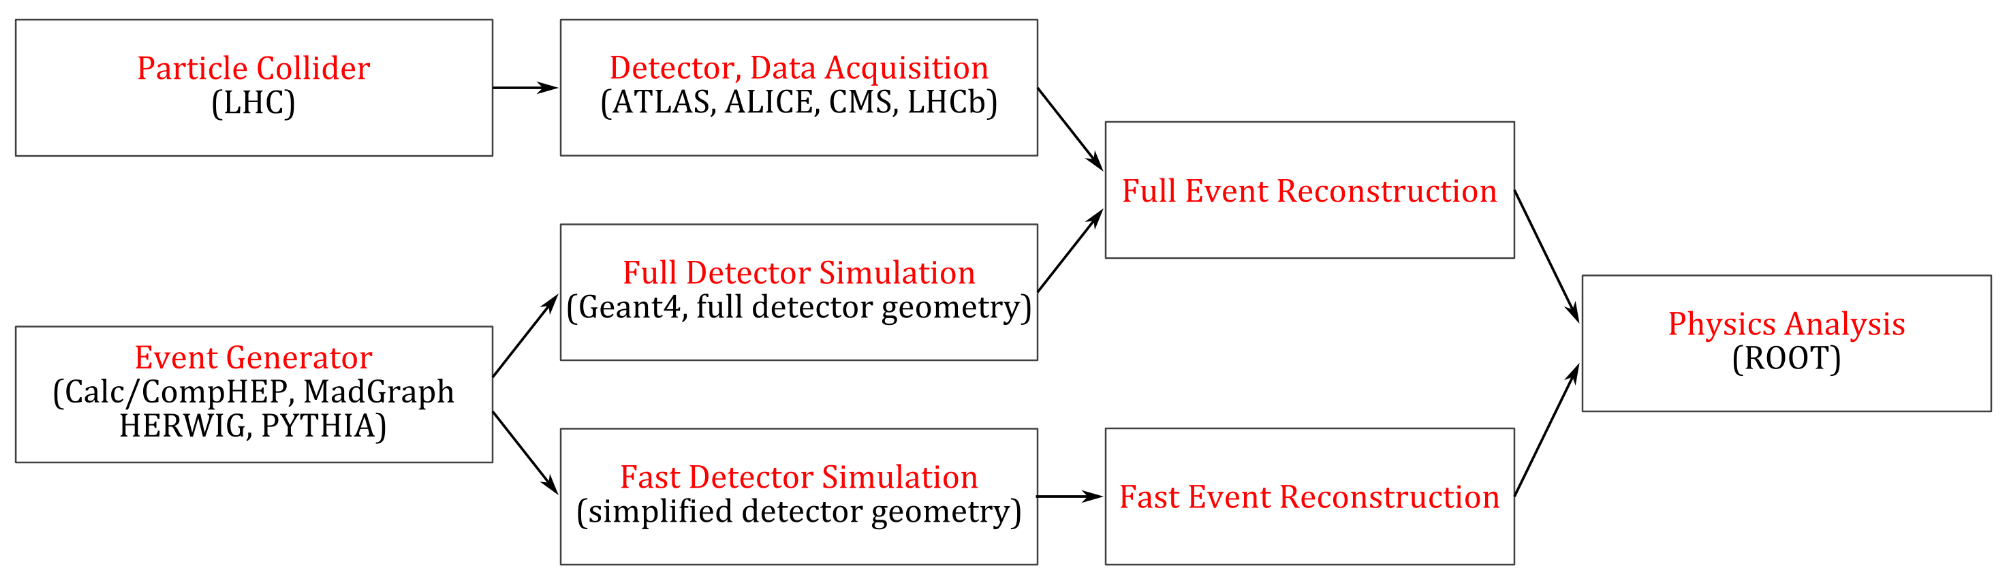 Particle Collider
(LHC)
Detector, Data Acquisition
(ATLAS, ALICE, CMS, LHCb)
Full Event Reconstruction
Full Detector Simulation
(Geant4, full detector geometry)
Event Generator
(Calc/CompHEP, MadGraph
HERWIG, PYTHIA)
Physics Analysis
(ROOT)
Fast Detector Simulation
(simplified detector geometry)
Fast Event Reconstruction